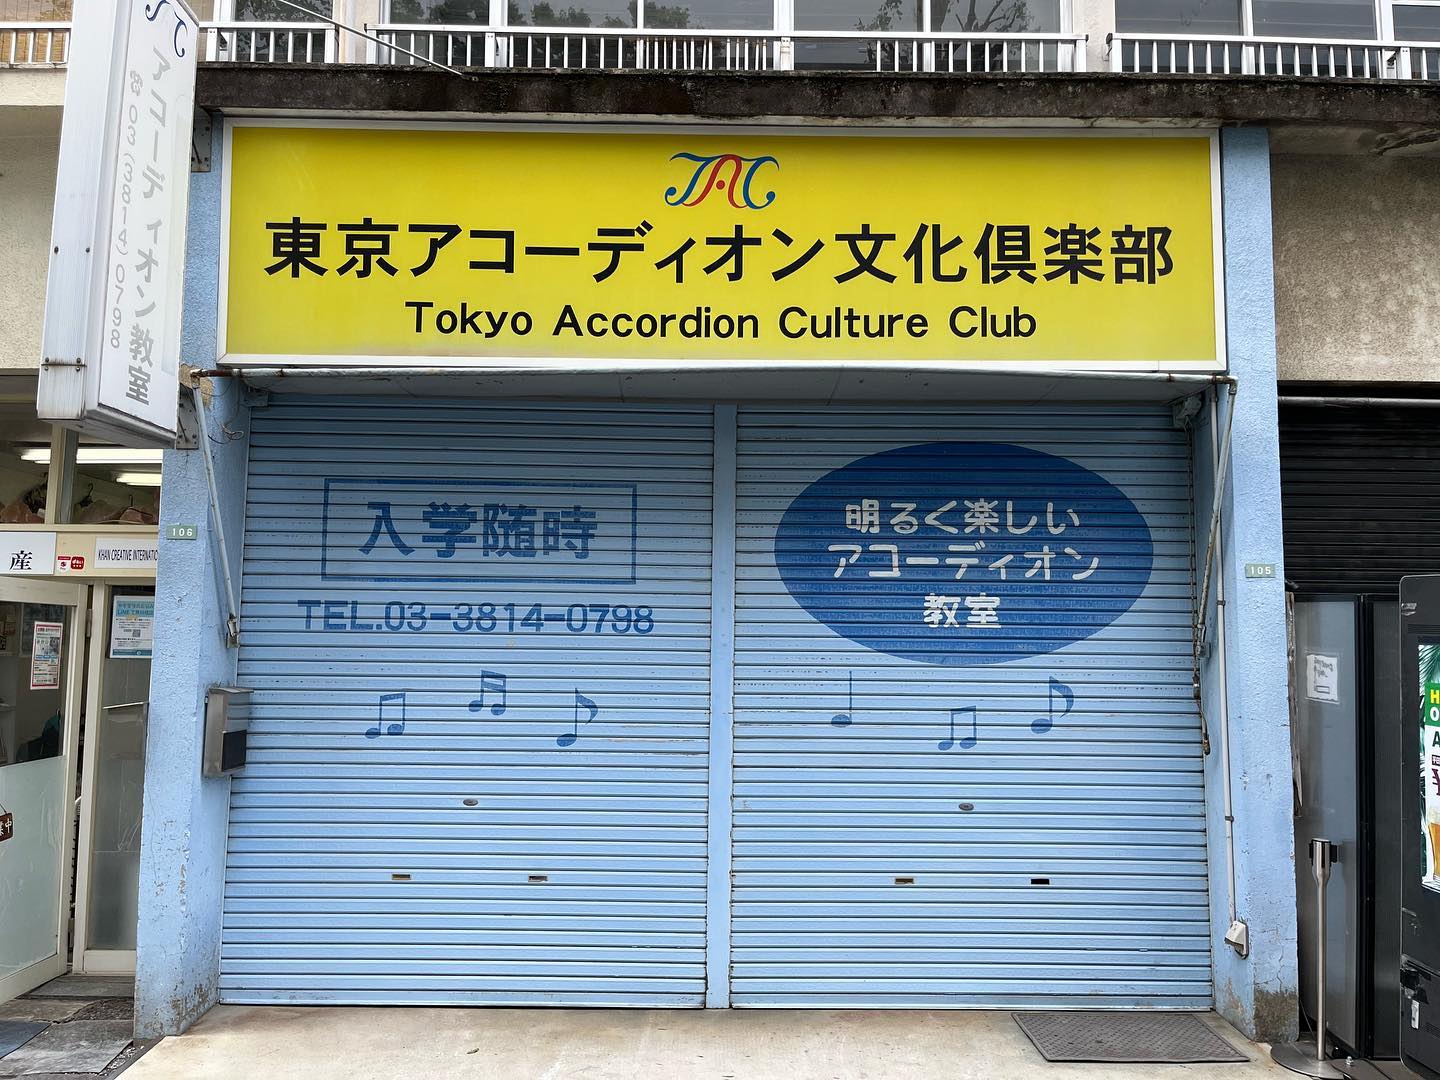 アコーディオン教室
☎03(3814)0798
TAC
東京アコーディオン文化倶楽部
Tokyo Accordion Culture Club
入学随時
TEL.03-3814-0798
明るく楽しい
アコーディオン
教室
106
105
産
KHAN CREATIVE INTERNATIO